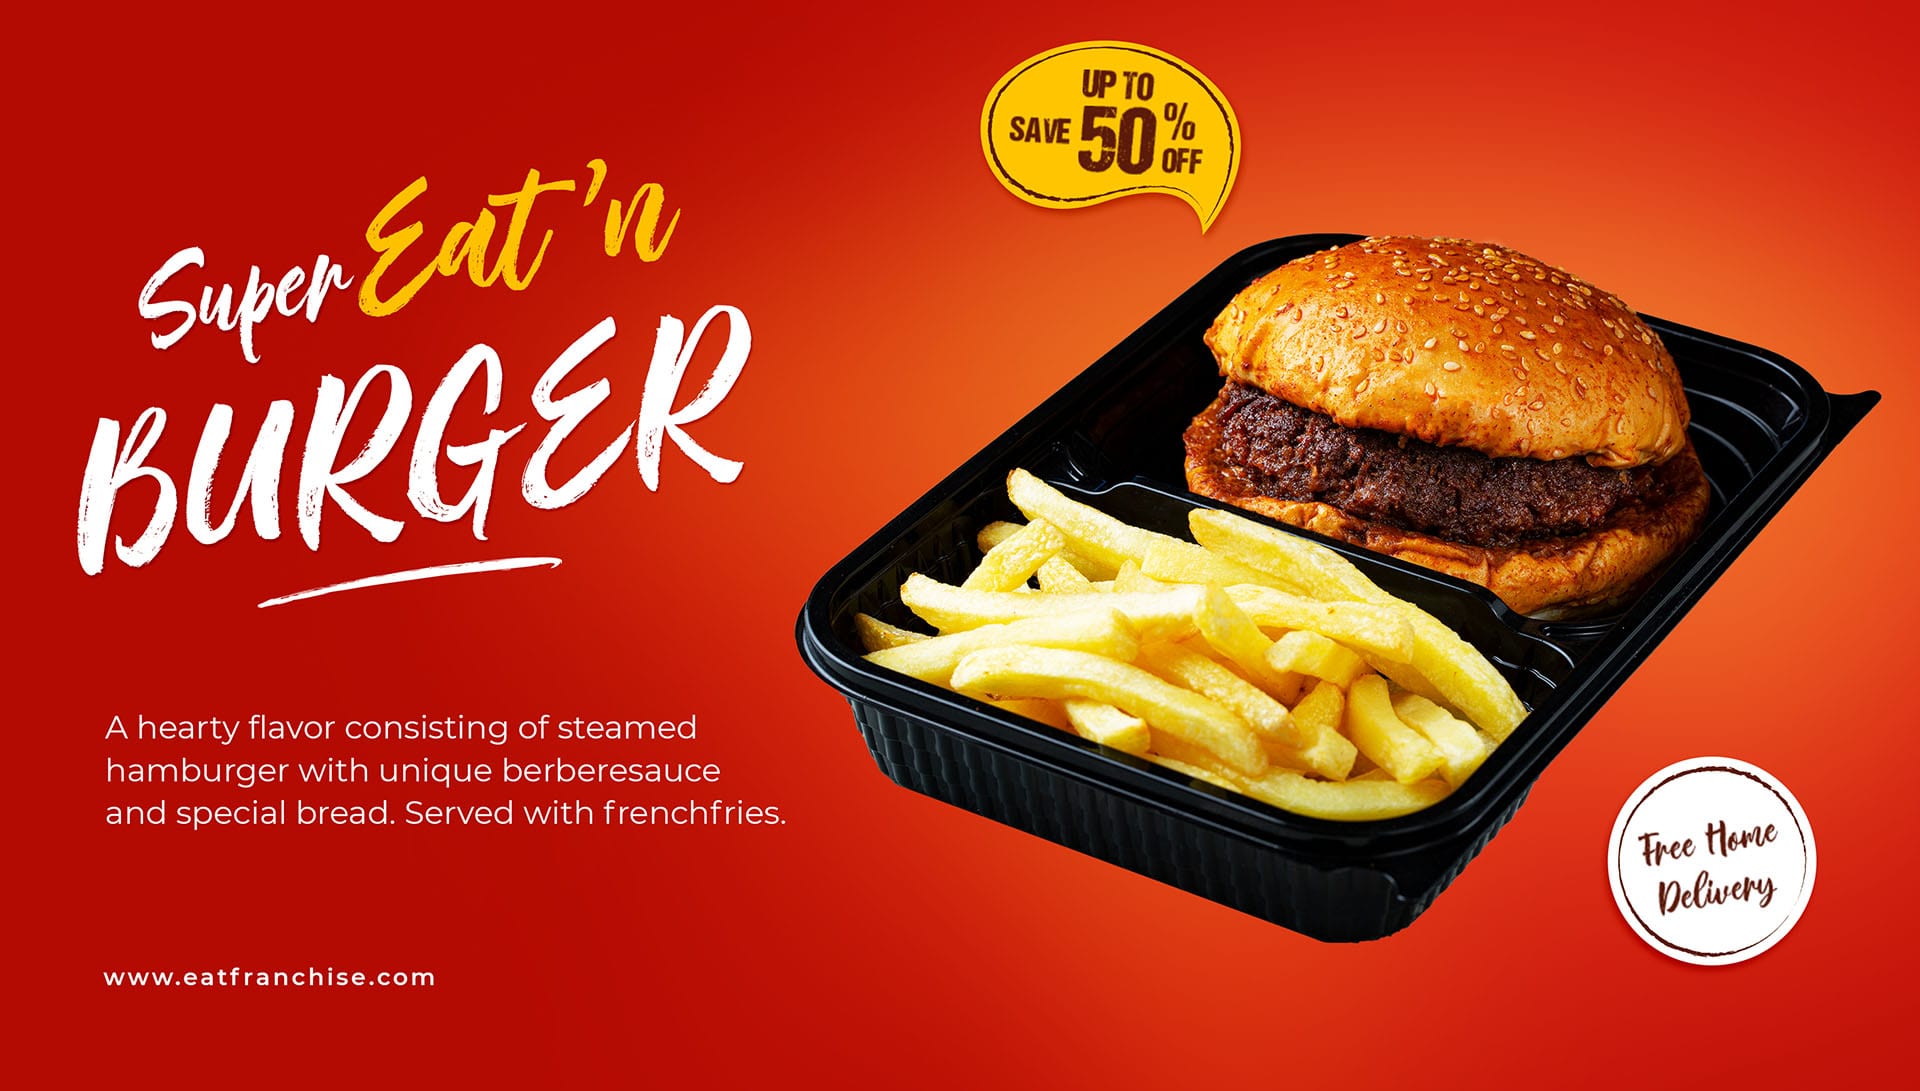 UP TO
SAVE 50% OFF
Super Eat'n
BURGER
A hearty flavor consisting of steamed
hamburger with unique berberesauce
and special bread. Served with frenchfries.
www.eatfranchise.com
Free Home
Delivery